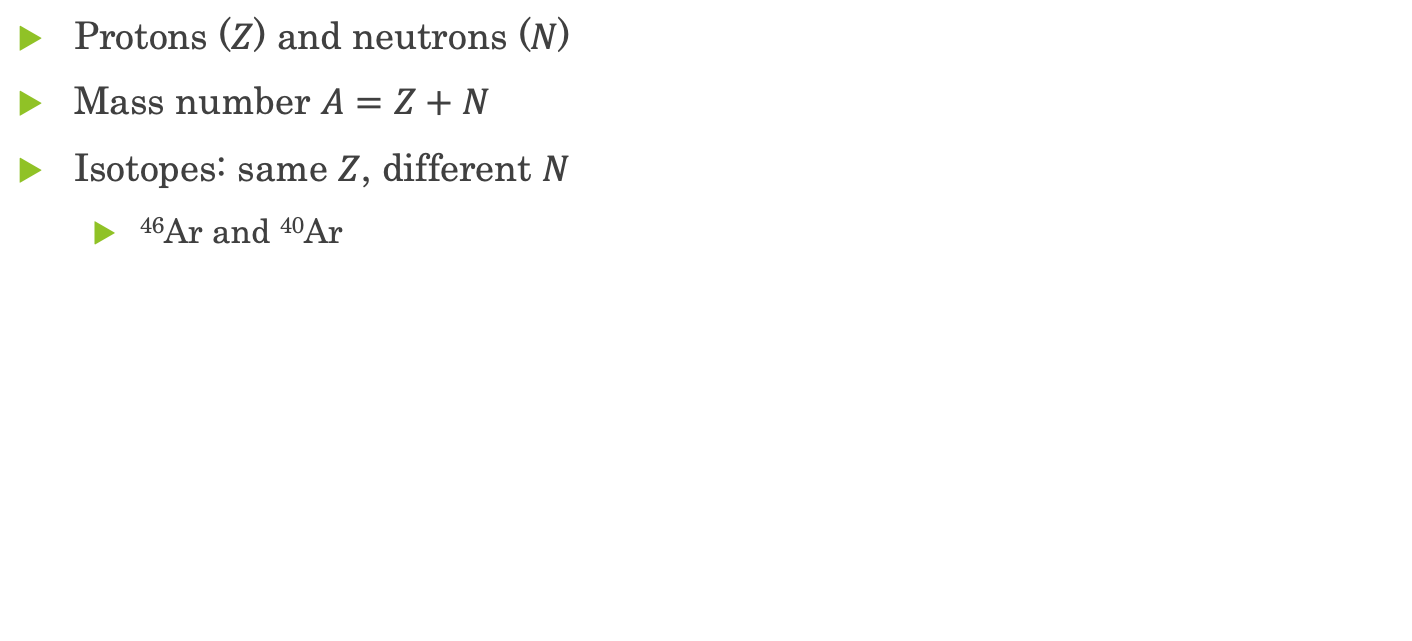 Protons (Z) and neutrons (N)
Mass number A = Z + N
Isotopes: same Z, different N
⁴⁶Ar and ⁴⁰Ar